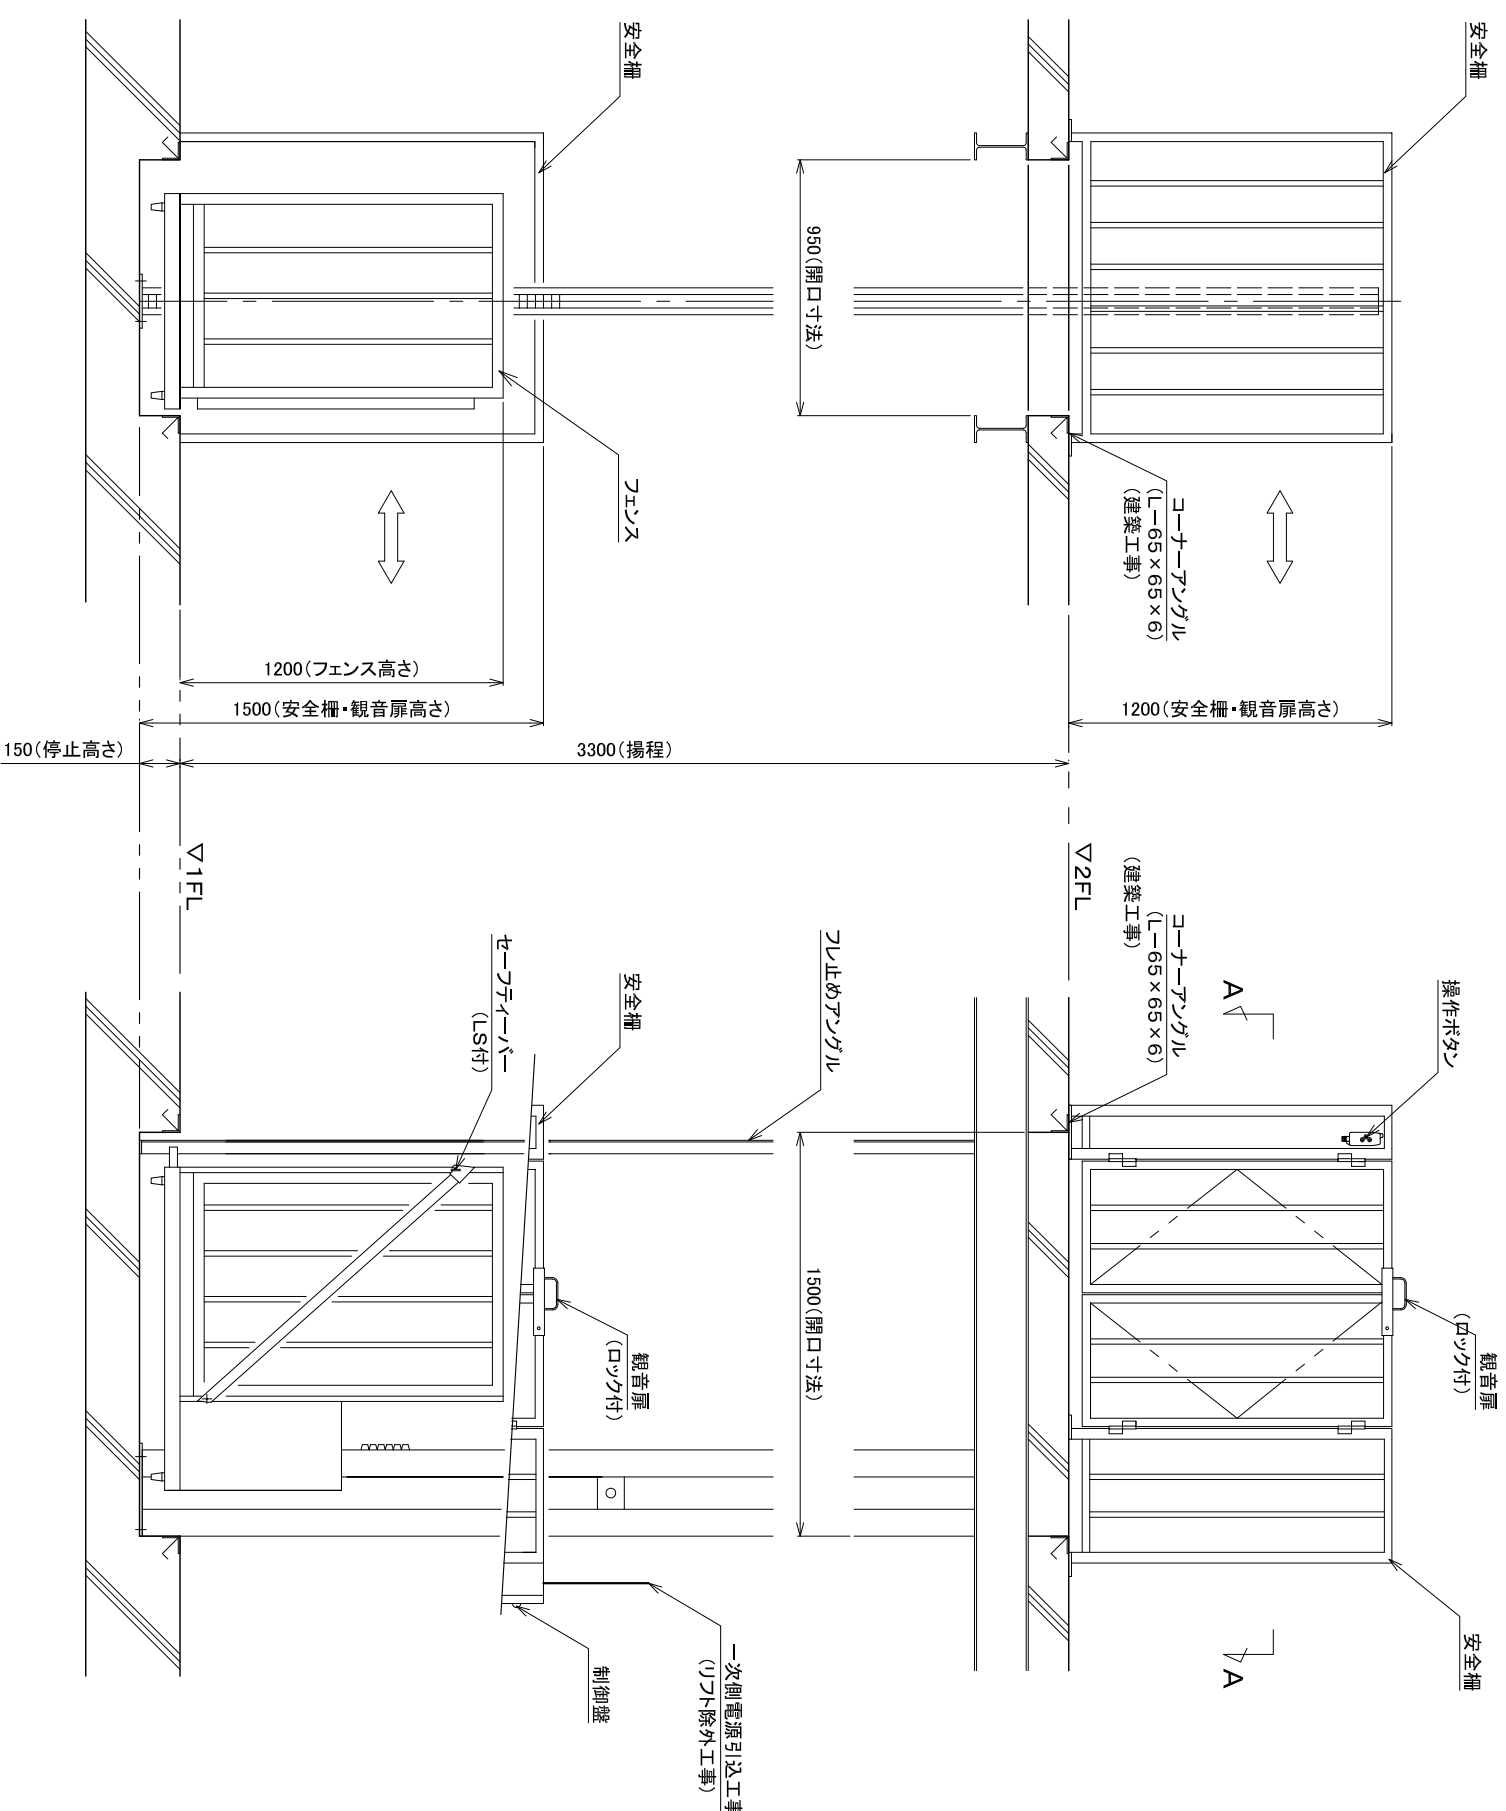 安全柵
安全柵
950(開口寸法)
フェンス
コーナーアングル
(L－65×65×6)
(建築工事)
1200(フェンス高さ)
1500(安全柵・観音扉高さ)
1200(安全柵・観音扉高さ)
150(停止高さ)
3300(揚程)
▽1FL
▽2FL
コーナーアングル
(L－65×65×6)
(建築工事)
A
操作ボタン
セーフティーバー
(LS付)
安全柵
フレ止めアングル
1500(開口寸法)
観音扉
(ロック付)
観音扉
(ロック付)
制御盤
一次側電源引込工事
(リフト除外工事)
A
安全柵